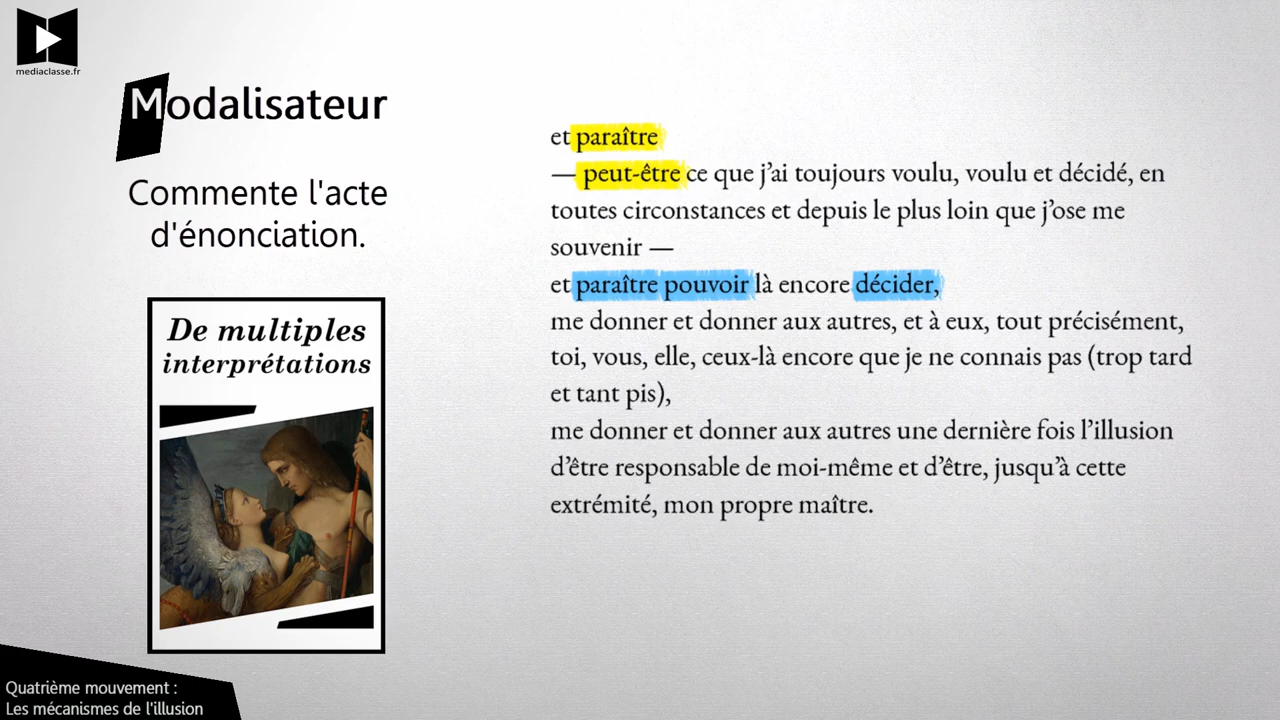 mediaclasse.fr
Modalisateur
Commente l'acte
d'énonciation.
De multiples
interprétations
et paraître
— peut-être ce que j’ai toujours voulu, voulu et décidé, en
toutes circonstances et depuis le plus loin que j’ose me
souvenir —
et paraître pouvoir là encore décider,
me donner et donner aux autres, et à eux, tout précisément,
toi, vous, elle, ceux-là encore que je ne connais pas (trop tard
et tant pis),
me donner et donner aux autres une dernière fois l’illusion
d’être responsable de moi-même et d’être, jusqu’à cette
extrémité, mon propre maître.
Quatrième mouvement :
Les mécanismes de l'illusion